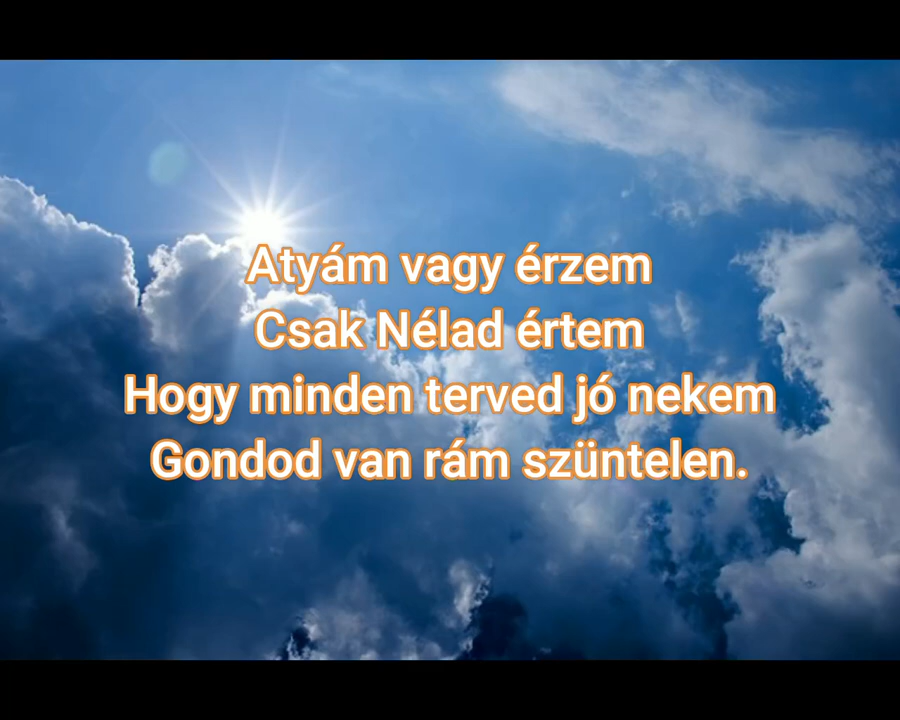 Atyám vagy érzem
Csak Nélad értem
Hogy minden terved jó nekem
Gondod van rám szüntelen.